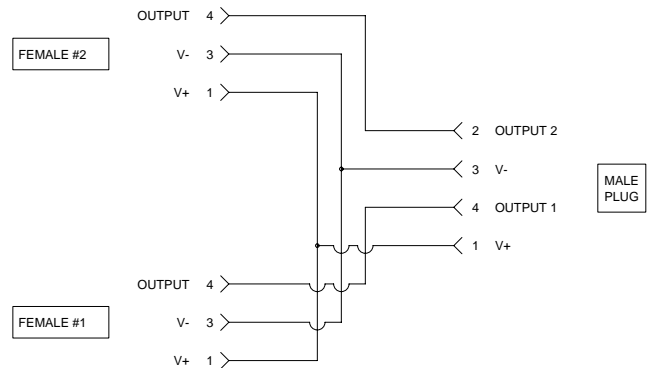 OUTPUT 4
FEMALE #2
V- 3
V+ 1
2 OUTPUT 2
3 V-
MALE
PLUG
4 OUTPUT 1
1 V+
OUTPUT 4
FEMALE #1
V- 3
V+ 1